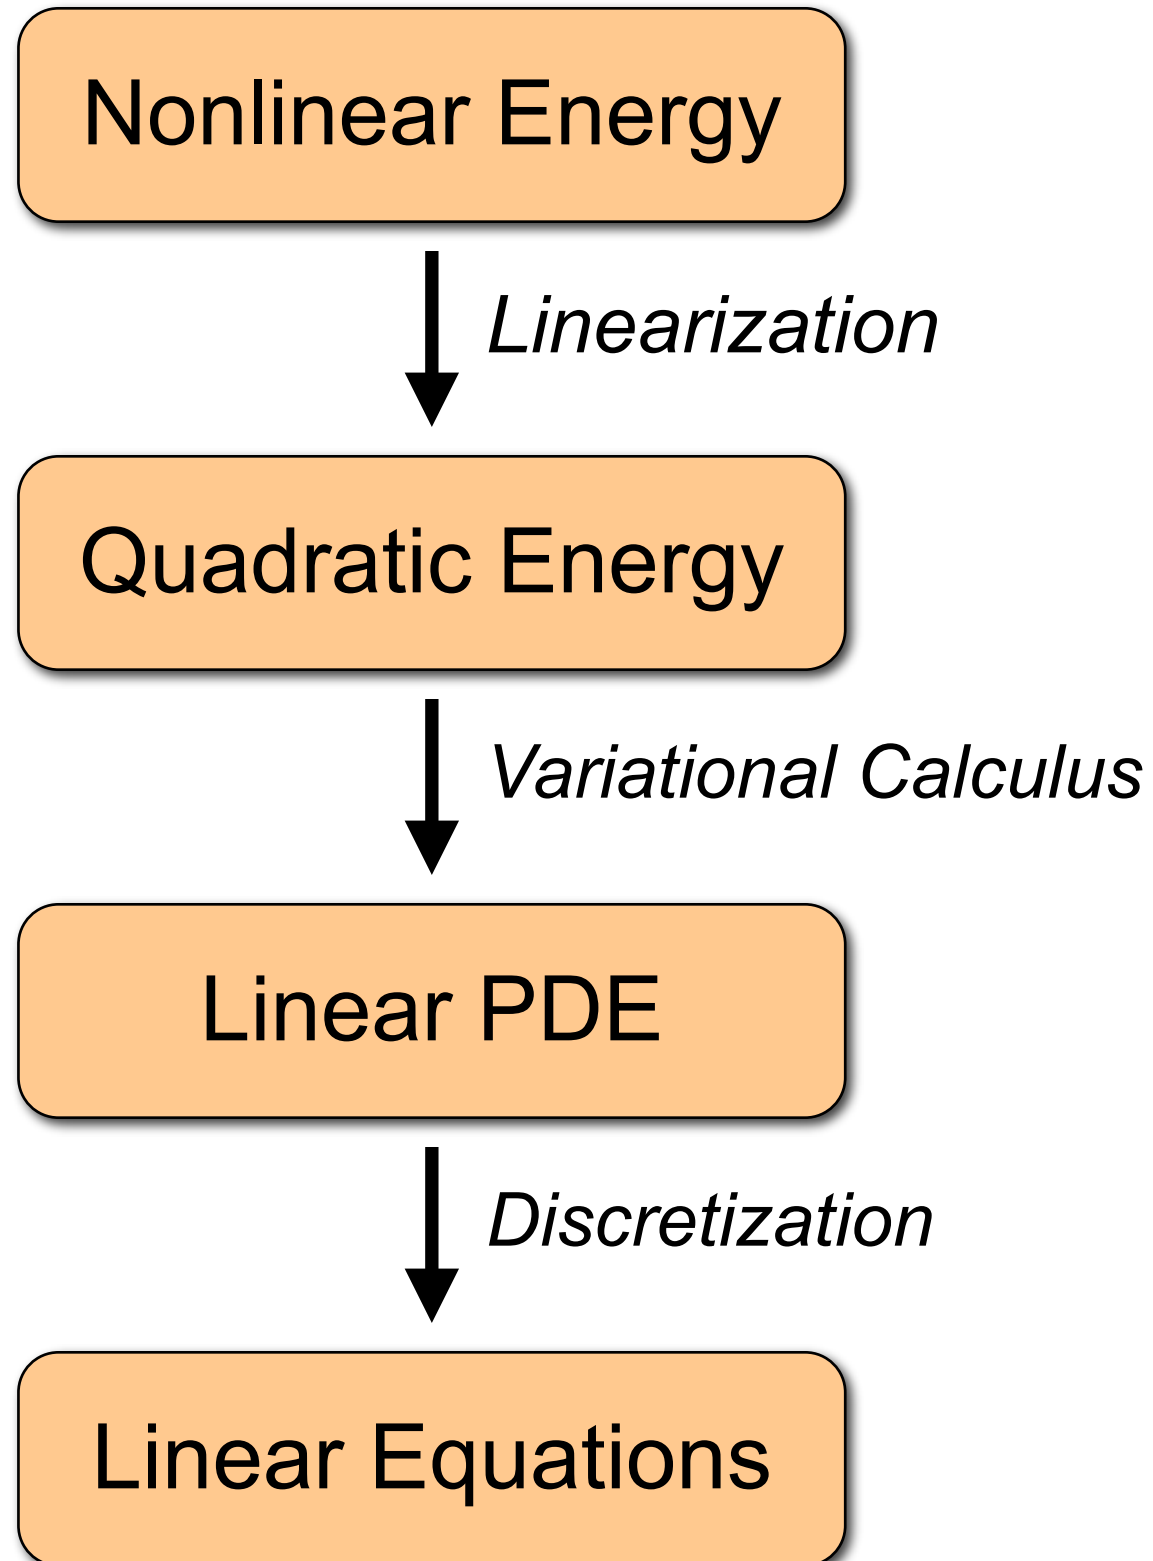 Nonlinear Energy
Linearization
Quadratic Energy
Variational Calculus
Linear PDE
Discretization
Linear Equations